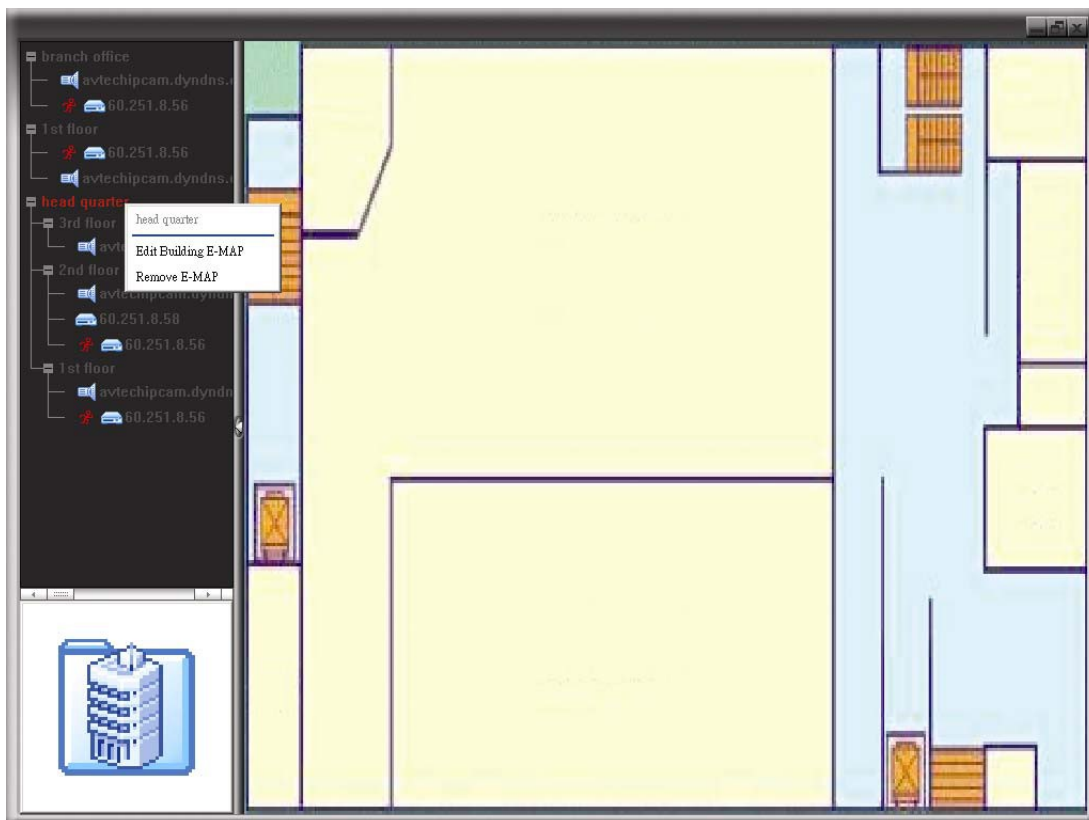 branch office
avtechipcam.dyndns.
60.251.8.56
1st floor
60.251.8.56
avtechipcam.dyndns.
head quarter
head quarter
Edit Building E-MAP
Remove E-MAP
3rd floor
2nd floor
avtechipcam.dyndns.
60.251.8.58
60.251.8.56
1st floor
avtechipcam.dyndn
60.251.8.56